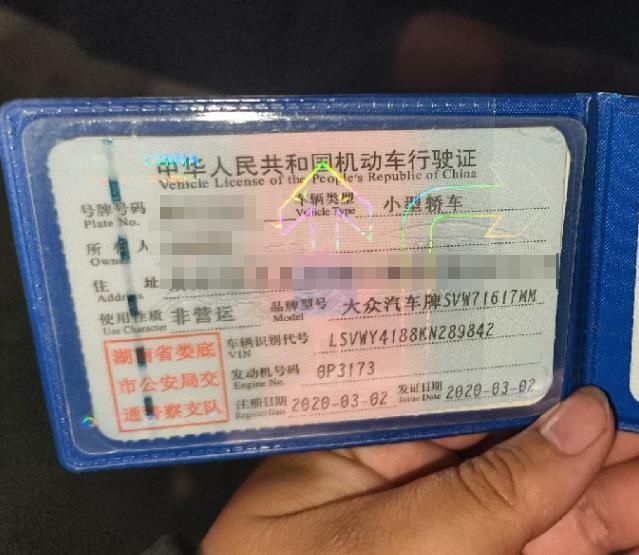 中华人民共和国机动车行驶证
Vehicle License of the People's Republic of China
号牌号码 车辆类型 小型轿车
Plate No. Vehicle Type
所有人
Owner
住址
Address
使用性质 非营运 品牌型号 大众汽车牌SVW71617MM
Use Character Model
湖南省娄底
市公安局交
通警察支队
车辆识别代号 LSVWY4188KN289842
VIN
发动机号码 0P3173
Engine No.
注册日期 2020-03-02 发证日期 2020-03-02
Register Date Issue Date